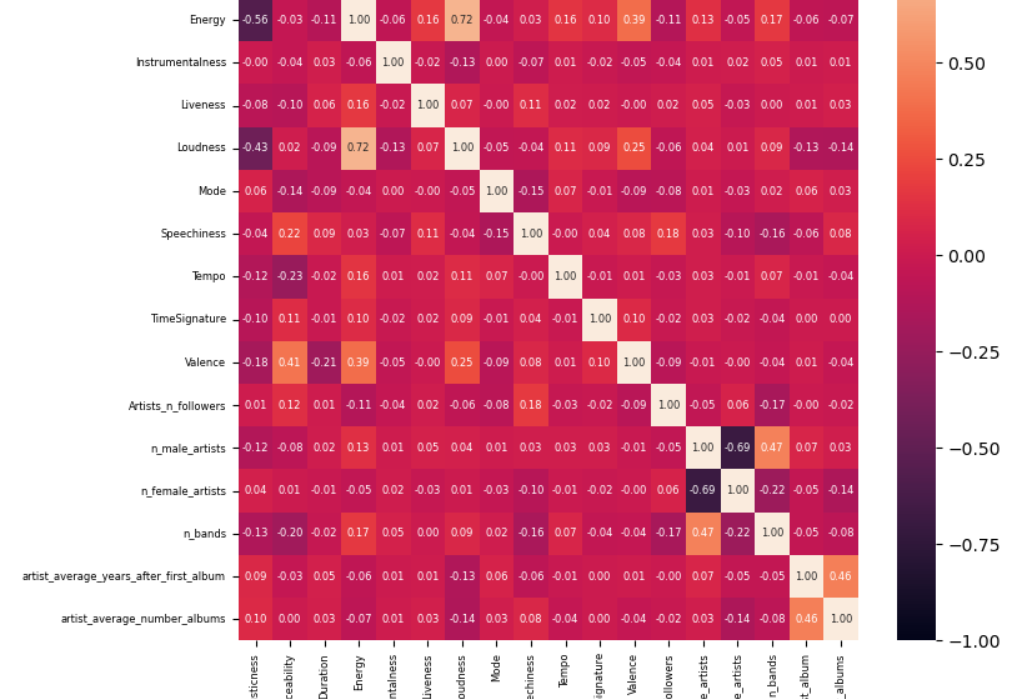 Energy -0.56 -0.03 -0.11 1.00 -0.06 0.16 0.72 -0.04 0.03 0.16 0.10 0.39 -0.11 0.13 -0.05 0.17 -0.06 -0.07
Instrumentalness -0.00 -0.04 0.03 -0.06 1.00 -0.02 -0.13 0.00 -0.07 0.01 -0.02 -0.05 -0.04 0.01 0.02 0.05 0.01 0.01
Liveness -0.08 -0.10 0.06 0.16 -0.02 1.00 0.07 -0.00 0.11 0.02 0.02 -0.00 0.02 0.05 -0.03 0.00 0.01 0.03
Loudness -0.43 0.02 -0.09 0.72 -0.13 0.07 1.00 -0.05 -0.04 0.11 0.09 0.25 -0.06 0.04 0.01 0.09 -0.13 -0.14
Mode 0.06 -0.14 -0.09 -0.04 0.00 -0.00 -0.05 1.00 -0.15 0.07 -0.01 -0.09 -0.08 0.01 -0.03 0.02 0.06 0.03
Speechiness -0.04 0.22 0.09 0.03 -0.07 0.11 -0.04 -0.15 1.00 -0.00 0.04 0.08 0.18 0.03 -0.10 -0.16 -0.06 0.08
Tempo -0.12 -0.23 -0.02 0.16 0.01 0.02 0.11 0.07 -0.00 1.00 -0.01 0.01 -0.03 0.03 -0.01 0.07 -0.01 -0.04
TimeSignature -0.10 0.11 -0.01 0.10 -0.02 0.02 0.09 -0.01 0.04 -0.01 1.00 0.10 -0.02 0.03 -0.02 -0.04 0.00 0.00
Valence -0.18 0.41 -0.21 0.39 -0.05 -0.00 0.25 -0.09 0.08 0.01 0.10 1.00 -0.09 -0.01 -0.00 -0.04 0.01 -0.04
Artists_n_followers 0.01 0.12 0.01 -0.11 -0.04 0.02 -0.06 -0.08 0.18 -0.03 -0.02 -0.09 1.00 -0.05 0.06 -0.17 -0.00 -0.02
n_male_artists -0.12 -0.08 0.02 0.13 0.01 0.05 0.04 0.01 0.03 0.03 0.03 -0.01 -0.05 1.00 -0.69 0.47 0.07 0.03
n_female_artists 0.04 0.01 -0.01 -0.05 0.02 -0.03 0.01 -0.03 -0.10 -0.01 -0.02 -0.00 0.06 -0.69 1.00 -0.22 -0.05 -0.14
n_bands -0.13 -0.20 -0.02 0.17 0.05 0.00 0.09 0.02 -0.16 0.07 -0.04 -0.04 -0.17 0.47 -0.22 1.00 -0.05 -0.08
artist_average_years_after_first_album 0.09 -0.03 0.05 -0.06 0.01 0.01 -0.13 0.06 -0.06 -0.01 0.00 0.01 -0.00 0.07 -0.05 -0.05 1.00 0.46
artist_average_number_albums 0.10 0.00 0.03 -0.07 0.01 0.03 -0.14 0.03 0.08 -0.04 0.00 -0.04 -0.02 0.03 -0.14 -0.08 0.46 1.00
sticness
ceability
Duration
Energy
ntalness
Liveness
oudness
Mode
echiness
Tempo
ignature
Valence
ollowers
e_artists
e_artists
n_bands
t_album
_albums
0.50
0.25
0.00
−0.25
−0.50
−0.75
−1.00